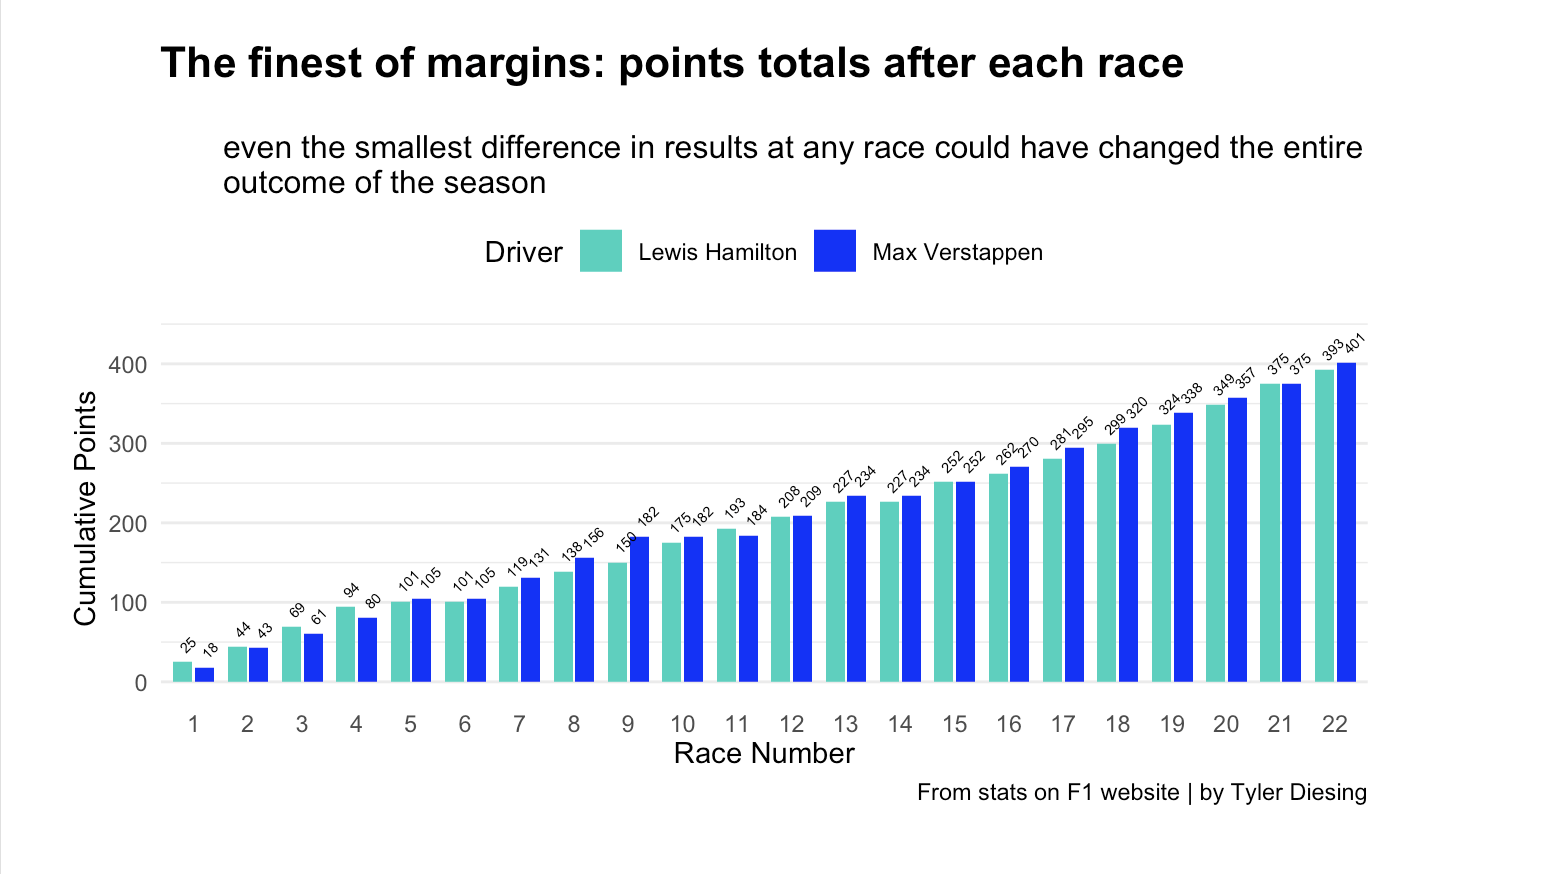 The finest of margins: points totals after each race
even the smallest difference in results at any race could have changed the entire
outcome of the season
Driver Lewis Hamilton Max Verstappen
Cumulative Points
400
300
200
100
0
25 18 44 43 69 61 94 80 101 105 101 105 119 131 138 156 150 182 175 182 193 184 208 209 227 234 227 234 252 252 262 270 281 295 299 320 324 338 349 357 375 375 393 401
1 2 3 4 5 6 7 8 9 10 11 12 13 14 15 16 17 18 19 20 21 22
Race Number
From stats on F1 website | by Tyler Diesing